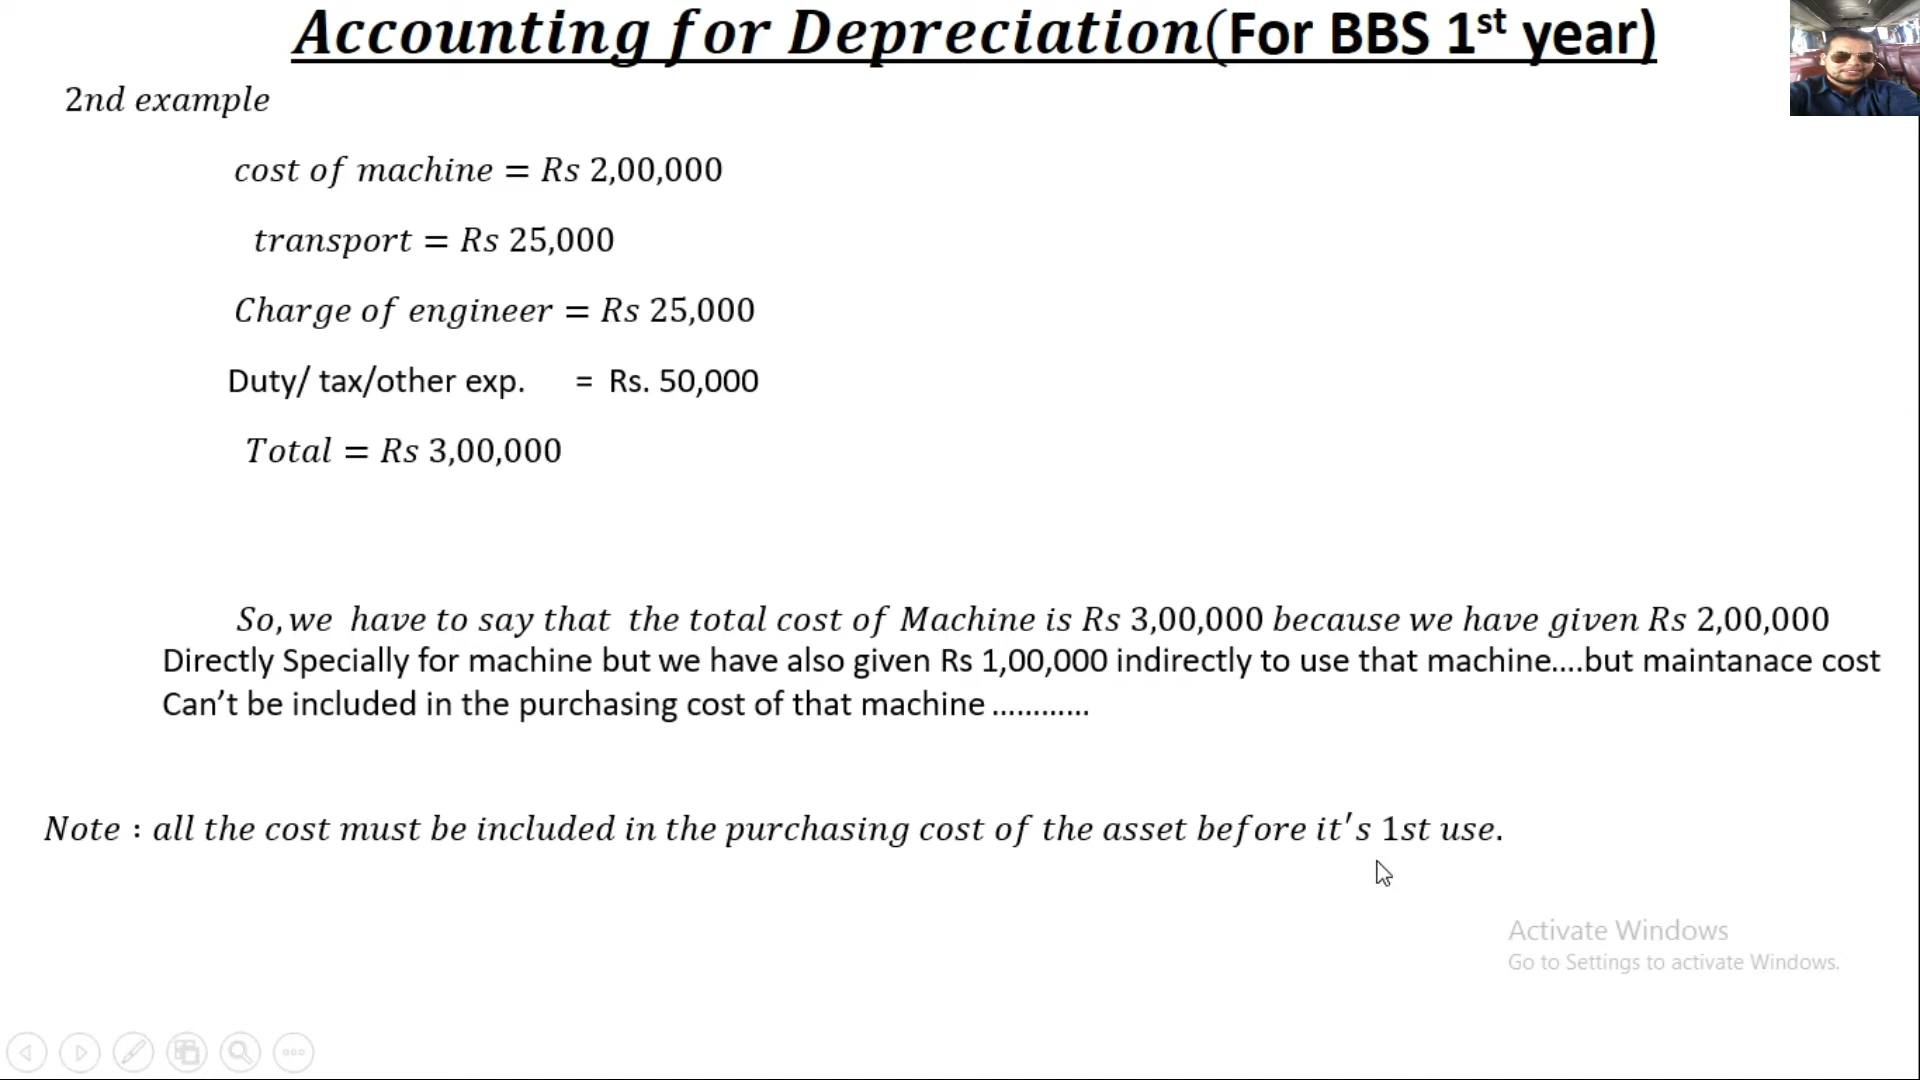 Accounting for Depreciation(For BBS 1st year)
2nd example
cost of machine = Rs 2,00,000
transport = Rs 25,000
Charge of engineer = Rs 25,000
Duty/ tax/other exp. = Rs. 50,000
Total = Rs 3,00,000
So, we have to say that the total cost of Machine is Rs 3,00,000 because we have given Rs 2,00,000
Directly Specially for machine but we have also given Rs 1,00,000 indirectly to use that machine....but maintanace cost
Can't be included in the purchasing cost of that machine ............
Note : all the cost must be included in the purchasing cost of the asset before it's 1st use.
Activate Windows
Go to Settings to activate Windows.